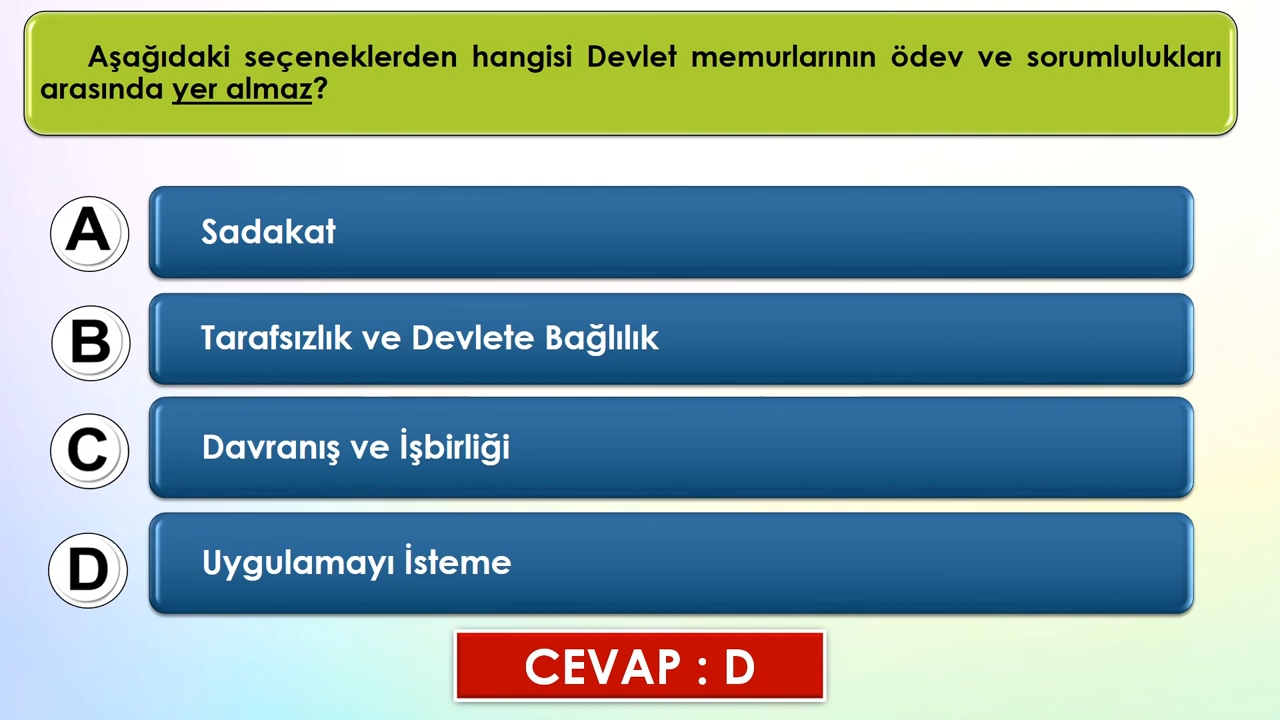 Aşağıdaki seçeneklerden hangisi Devlet memurlarının ödev ve sorumlulukları
arasında yer almaz?
A Sadakat
B Tarafsızlık ve Devlete Bağlılık
C Davranış ve İşbirliği
D Uygulamayı İsteme
CEVAP : D